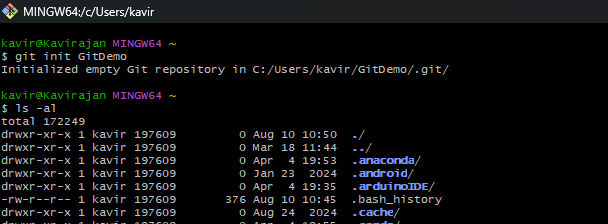 MINGW64:/c/Users/kavir
kavir@Kavirajan MINGW64 ~
$ git init GitDemo
Initialized empty Git repository in C:/Users/kavir/GitDemo/.git/
kavir@Kavirajan MINGW64 ~
$ ls -al
total 172249
drwxr-xr-x 1 kavir 197609 0 Aug 10 10:50 ./
drwxr-xr-x 1 kavir 197609 0 Mar 18 11:44 ../
drwxr-xr-x 1 kavir 197609 0 Apr 4 19:53 .anaconda/
drwxr-xr-x 1 kavir 197609 0 Jan 23 2024 .android/
drwxr-xr-x 1 kavir 197609 0 Apr 4 19:35 .arduinoIDE/
-rw-r--r-- 1 kavir 197609 376 Aug 10 10:45 .bash_history
drwxr-xr-x 1 kavir 197609 0 Aug 24 2024 .cache/